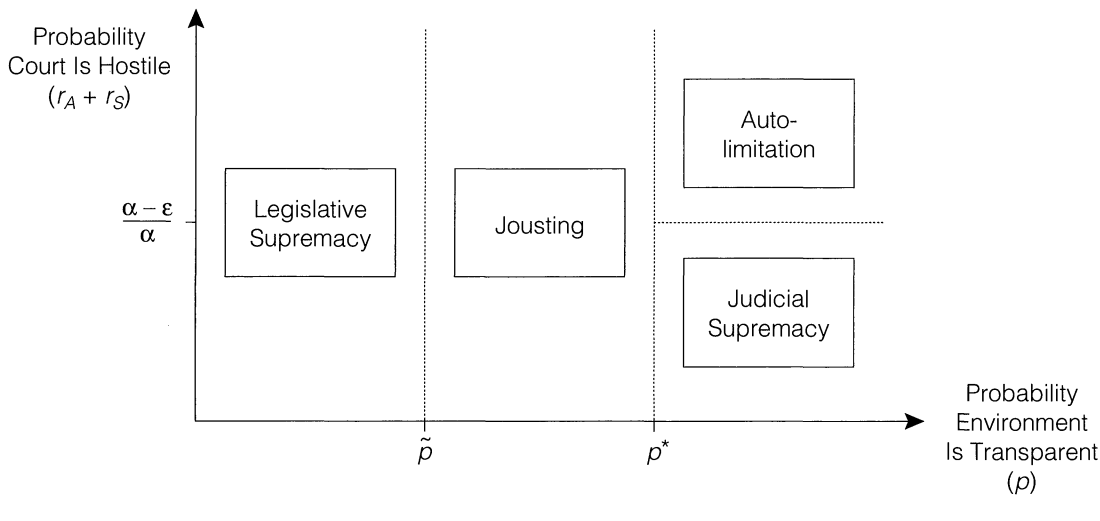 Probability
Court Is Hostile
(r_A + r_S)
Auto-
limitation
α – ε
α
Legislative
Supremacy
Jousting
Judicial
Supremacy
p̃
p*
Probability
Environment
Is Transparent
(p)